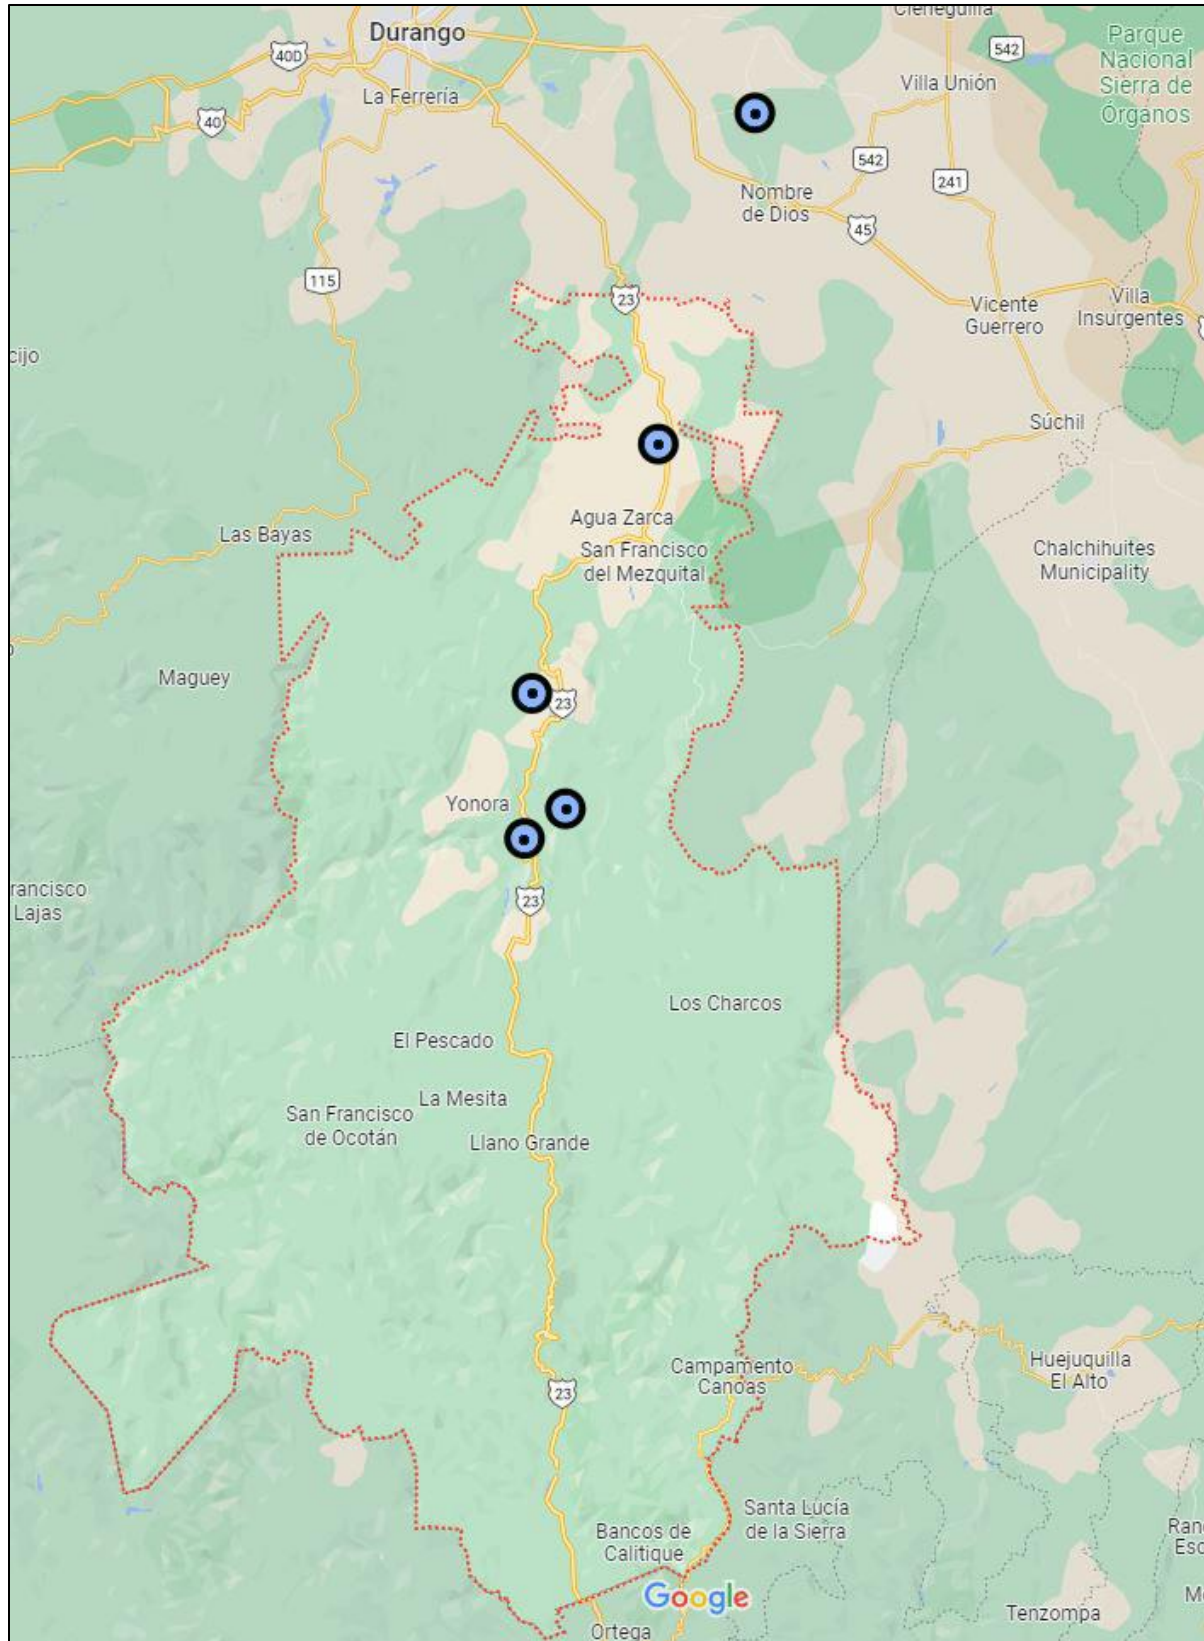 Cieneguilla
Durango
40D
542
Parque
Nacional
Sierra de
Órganos
Villa Unión
La Ferrería
40
542
241
Nombre
de Dios
45
115
23
Vicente
Guerrero
Villa
Insurgentes
cijo
Súchil
Agua Zarca
Las Bayas
San Francisco
del Mezquital
Chalchihuites
Municipality
Maguey
23
Yonora
rancisco
Lajas
23
Los Charcos
El Pescado
La Mesita
San Francisco
de Ocotán
Llano Grande
Huejuquilla
El Alto
Campamento
Canoas
23
Santa Lucía
de la Sierra
Bancos de
Calitique
Google
Tenzompa
Ortega